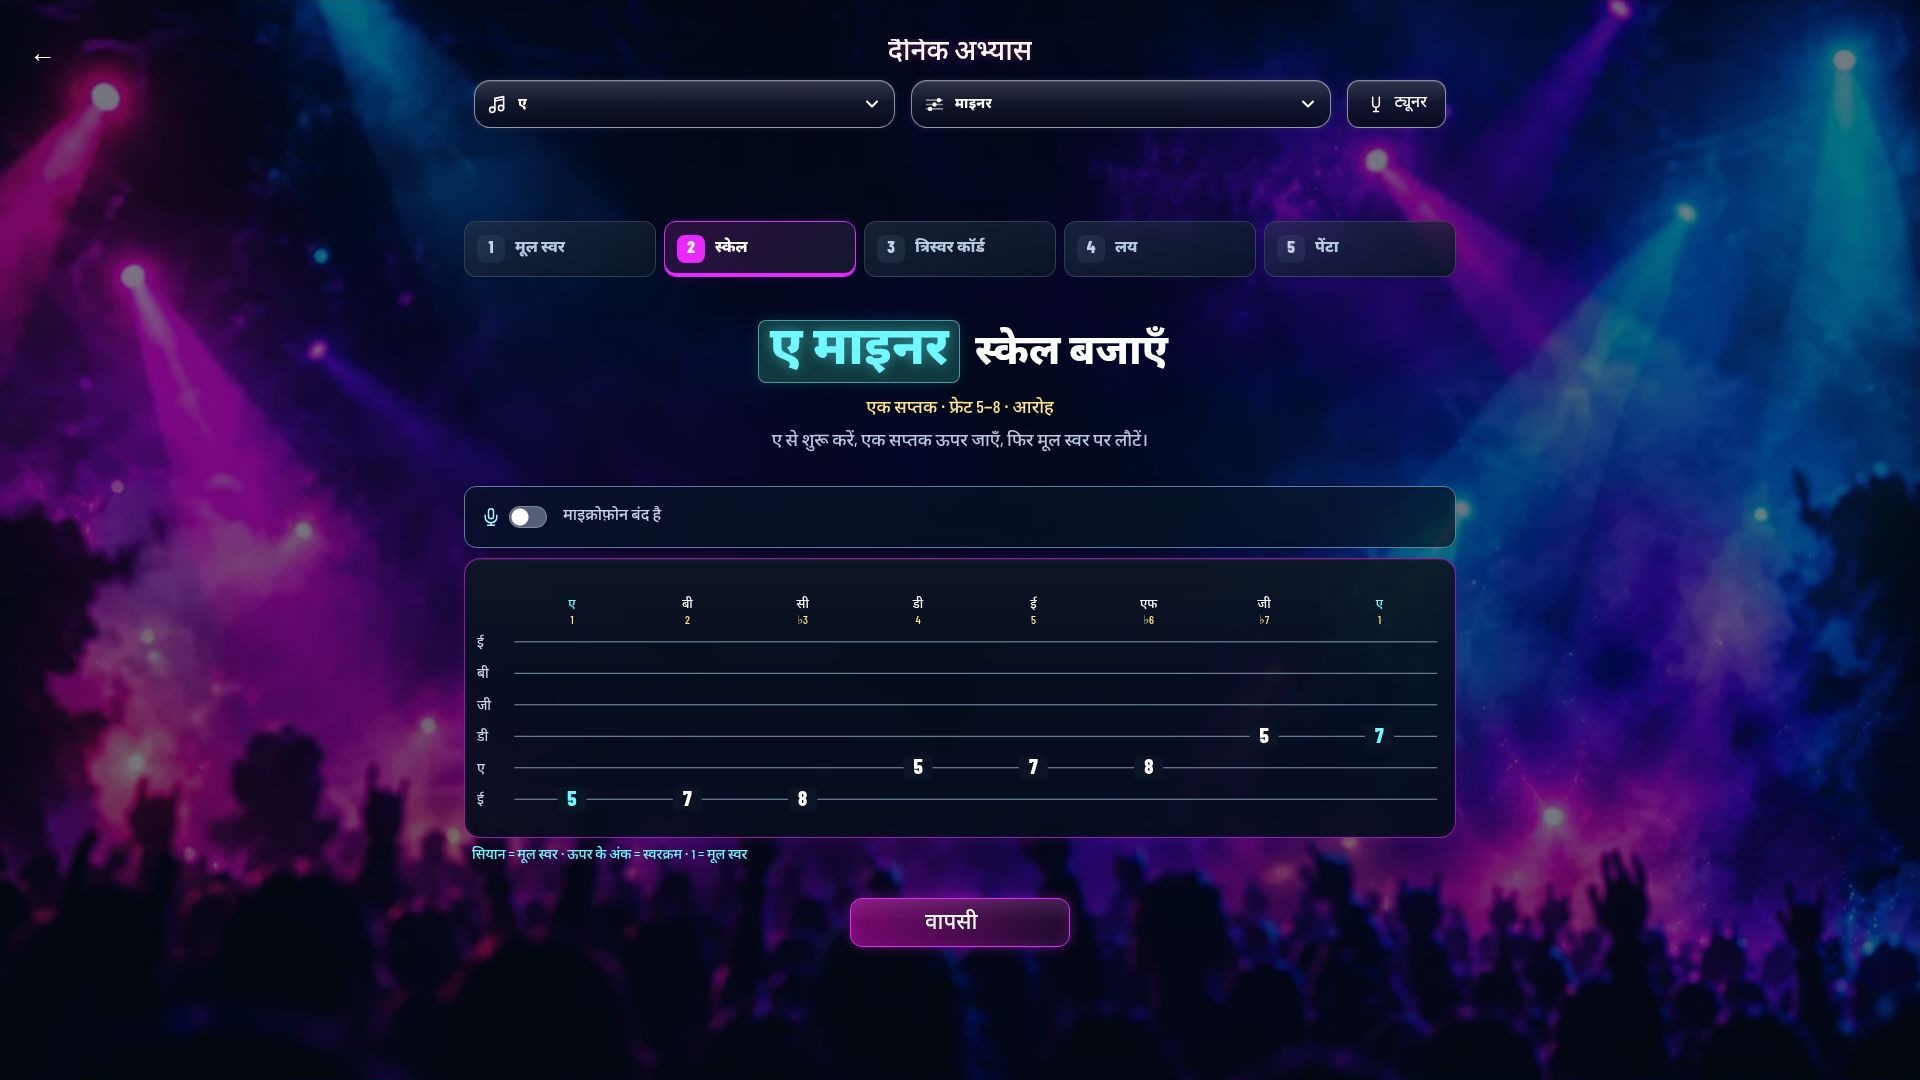 ←
दैनिक अभ्यास
ए
माइनर
ट्यूनर
1 मूल स्वर
2 स्केल
3 त्रिस्वर कॉर्ड
4 लय
5 पेंटा
ए माइनर स्केल बजाएँ
एक सप्तक · फ्रेट 5–8 · आरोह
ए से शुरू करें, एक सप्तक ऊपर जाएँ, फिर मूल स्वर पर लौटें।
माइक्रोफ़ोन बंद है
ए बी सी डी ई एफ जी ए
1 2 ♭3 4 5 ♭6 ♭7 1
ई
बी
जी
डी 5 7
ए 5 7 8
ई 5 7 8
सियान = मूल स्वर · ऊपर के अंक = स्वरक्रम · 1 = मूल स्वर
वापसी